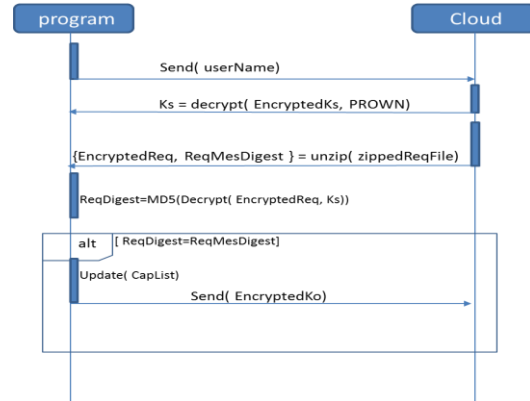 program
Cloud
Send( userName)
Ks = decrypt( EncryptedKs, PROWN)
{EncryptedReq, ReqMesDigest } = unzip( zippedReqFile)
ReqDigest=MD5(Decrypt( EncryptedReq, Ks))
alt
[ ReqDigest=ReqMesDigest]
Update( CapList)
Send( EncryptedKo)